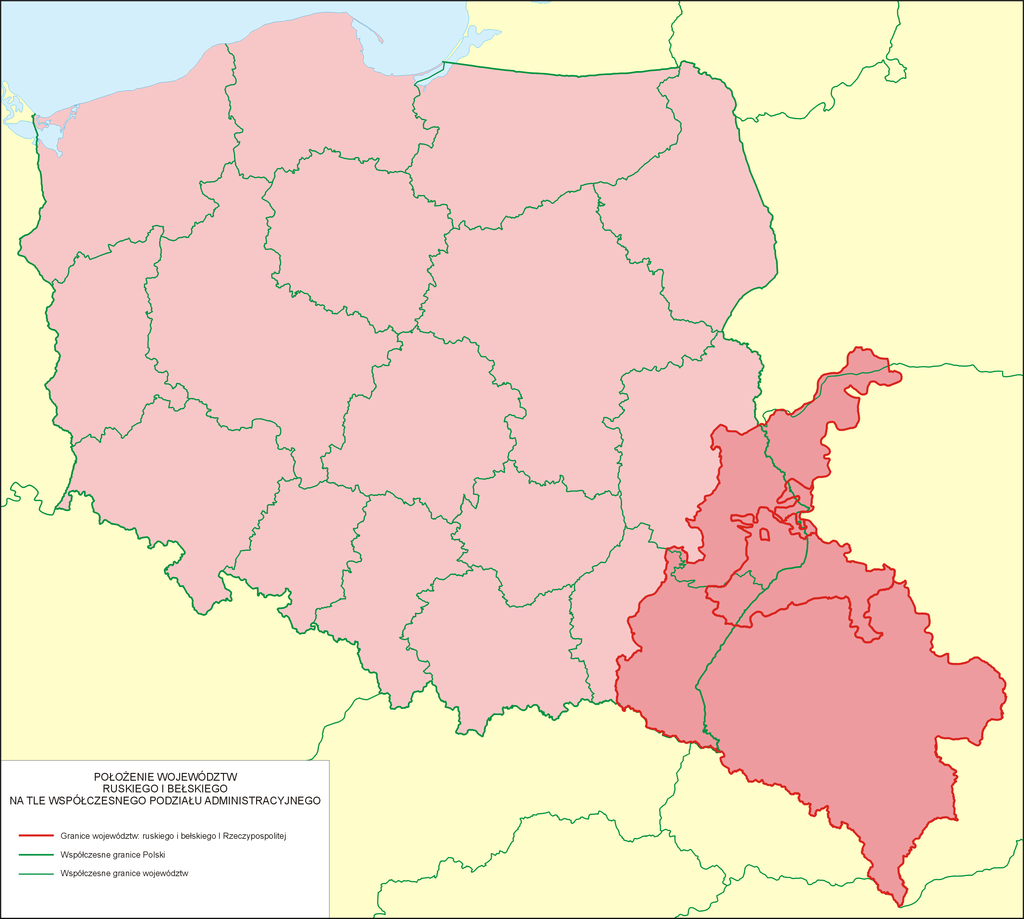 POŁOŻENIE WOJEWÓDZTW
RUSKIEGO I BEŁSKIEGO
NA TLE WSPÓŁCZESNEGO PODZIAŁU ADMINISTRACYJNEGO
Granice województw: ruskiego i bełskiego I Rzeczypospolitej
Współczesne granice Polski
Współczesne granice województw